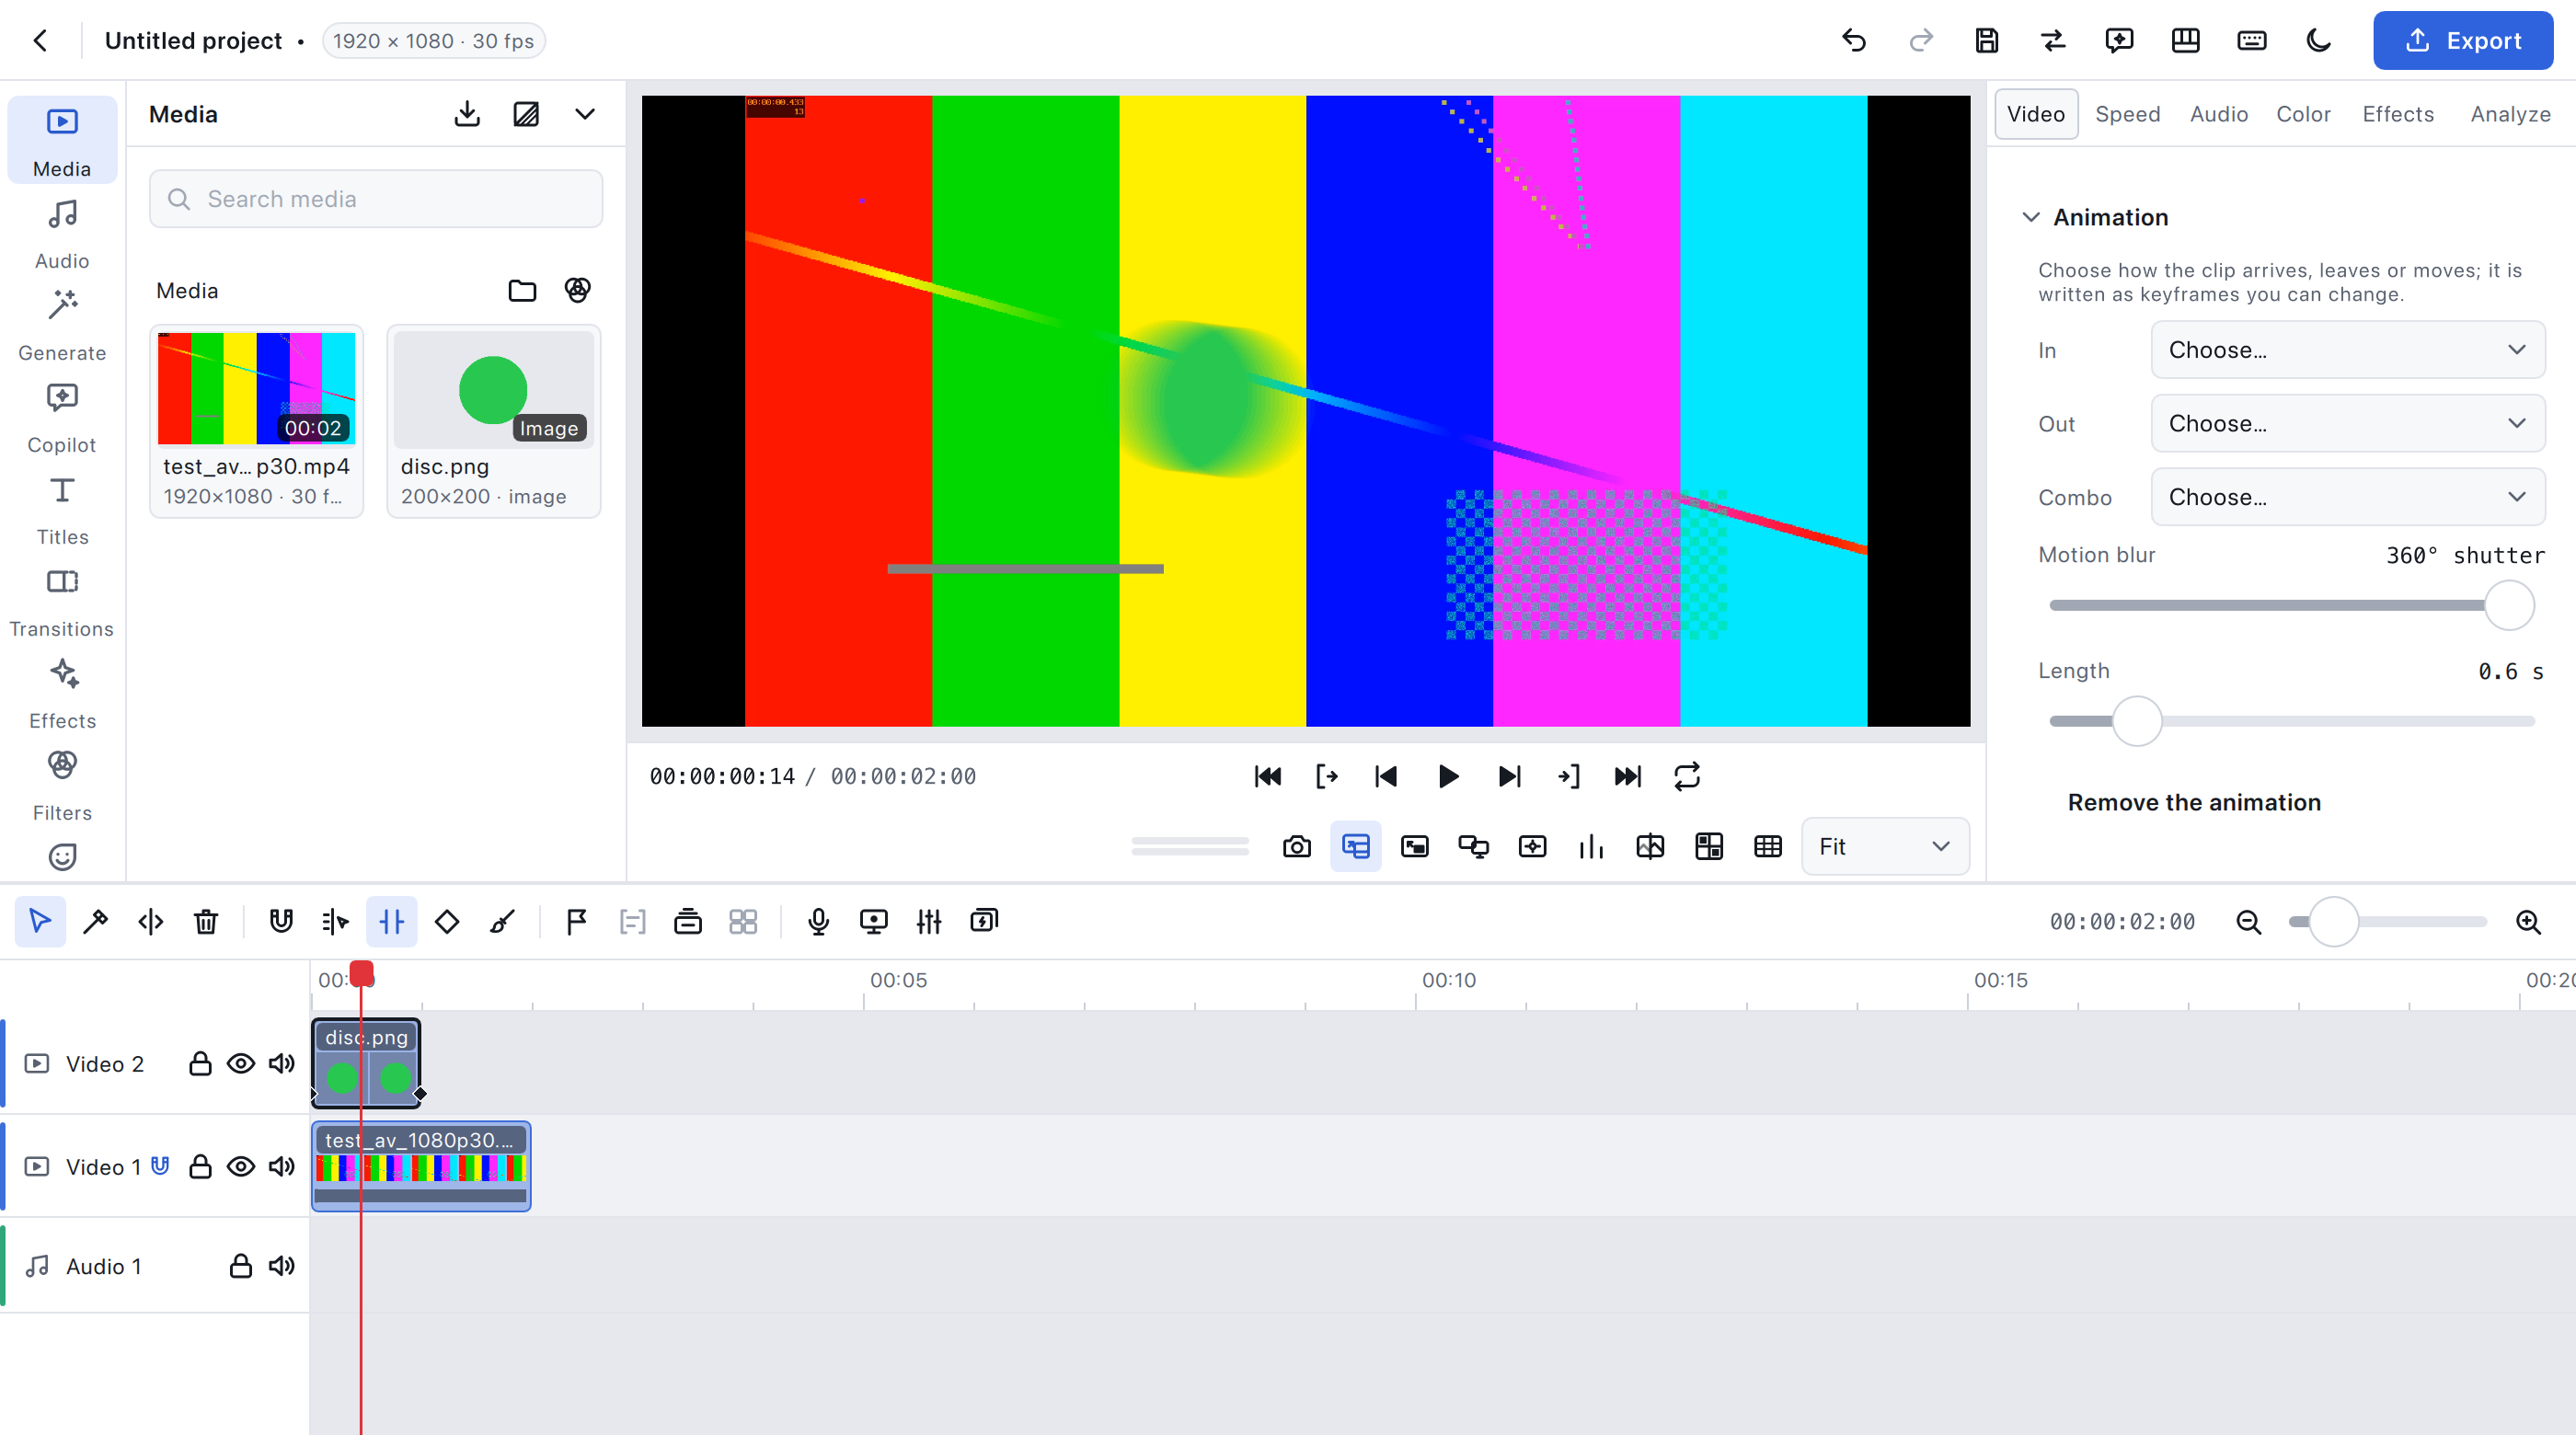 Untitled project •
1920 × 1080 · 30 fps
Export
Media
Audio
Generate
Copilot
Titles
Transitions
Effects
Filters
Media
Search media
Media
00:02
test_av… p30.mp4
1920×1080 · 30 f…
Image
disc.png
200×200 · image
00:00:00.433
13
00:00:00:14 / 00:00:02:00
Fit
Video
Speed
Audio
Color
Effects
Analyze
Animation
Choose how the clip arrives, leaves or moves; it is
written as keyframes you can change.
In
Choose…
Out
Choose…
Combo
Choose…
Motion blur
360° shutter
Length
0.6 s
Remove the animation
00:00:02:00
00:05
00:10
00:15
Video 2
disc.png
Video 1
test_av_1080p30.…
Audio 1